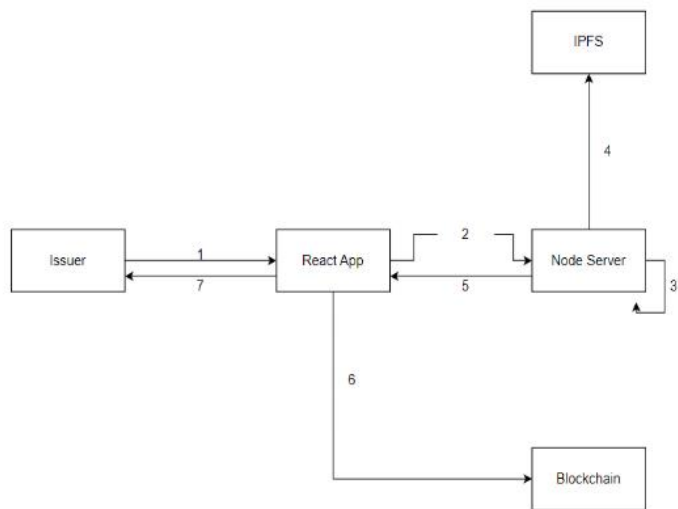 IPFS
4
Issuer
1
7
React App
2
5
Node Server
3
6
Blockchain